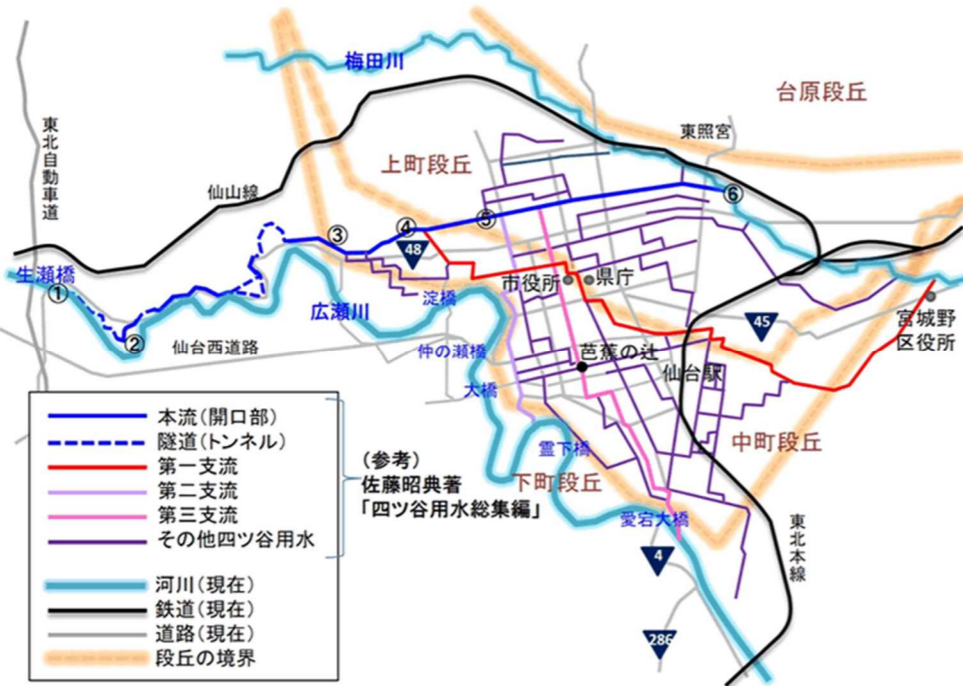 梅田川
台原段丘
東照宮
東北自動車道
仙山線
上町段丘
⑥
⑤
④
③
48
生瀬橋
①
②
広瀬川
淀橋
市役所
県庁
宮城野
区役所
45
仙台西道路
仲の瀬橋
芭蕉の辻
仙台駅
大橋
中町段丘
霊下橋
下町段丘
愛宕大橋
東北本線
4
286
本流(開口部)
隧道(トンネル)
第一支流
第二支流
第三支流
その他四ツ谷用水
(参考)
佐藤昭典著
「四ツ谷用水総集編」
河川(現在)
鉄道(現在)
道路(現在)
段丘の境界